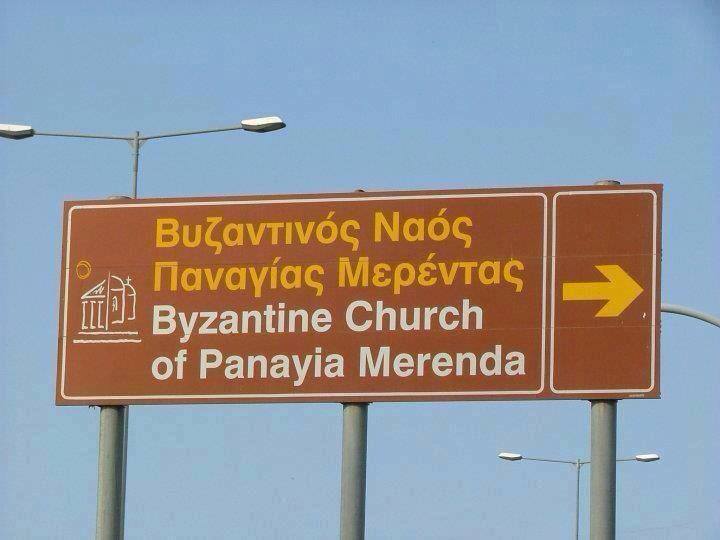 Βυζαντινός Ναός
Παναγίας Μερέντας
Byzantine Church
of Panayia Merenda